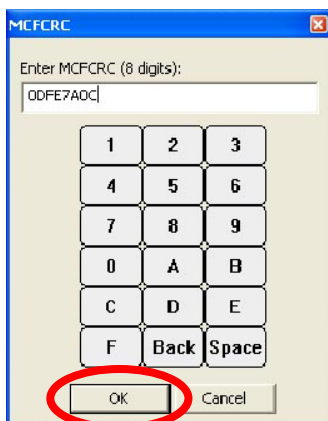 MCFCRC
Enter MCFCRC (8 digits):
0DFE7A0C
1 2 3
4 5 6
7 8 9
0 A B
C D E
F Back Space
OK Cancel